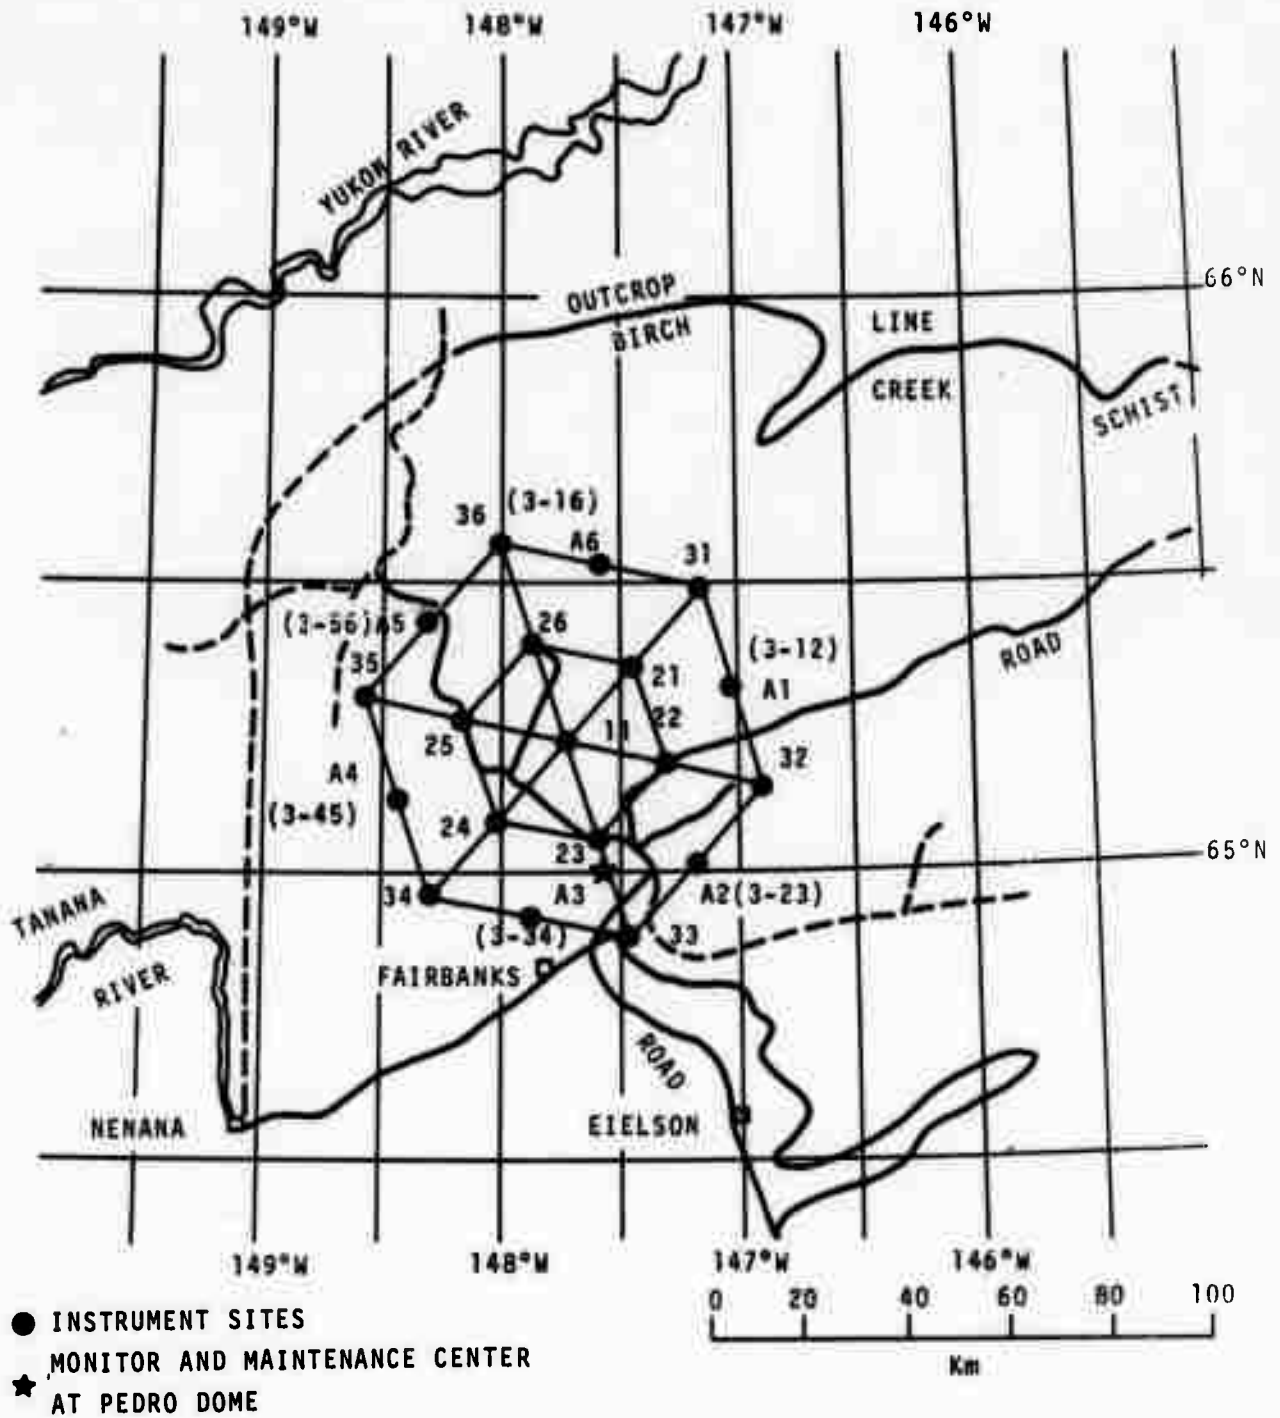 149°W 148°W 147°W 146°W
YUKON RIVER
66°N
OUTCROP
BIRCH
LINE
CREEK
SCHIST
36 (3-16)
A6
31
26
(3-56)A5
(3-12)
ROAD
35
21
A1
22
11
25
32
A4
(3-45)
24
23
65°N
34
A3
A2(3-23)
(3-34)
33
TANANA
RIVER
FAIRBANKS
ROAD
NENANA
EIELSON
149°W 148°W 147°W 146°W
0 20 40 60 80 100
Km
INSTRUMENT SITES
MONITOR AND MAINTENANCE CENTER
AT PEDRO DOME